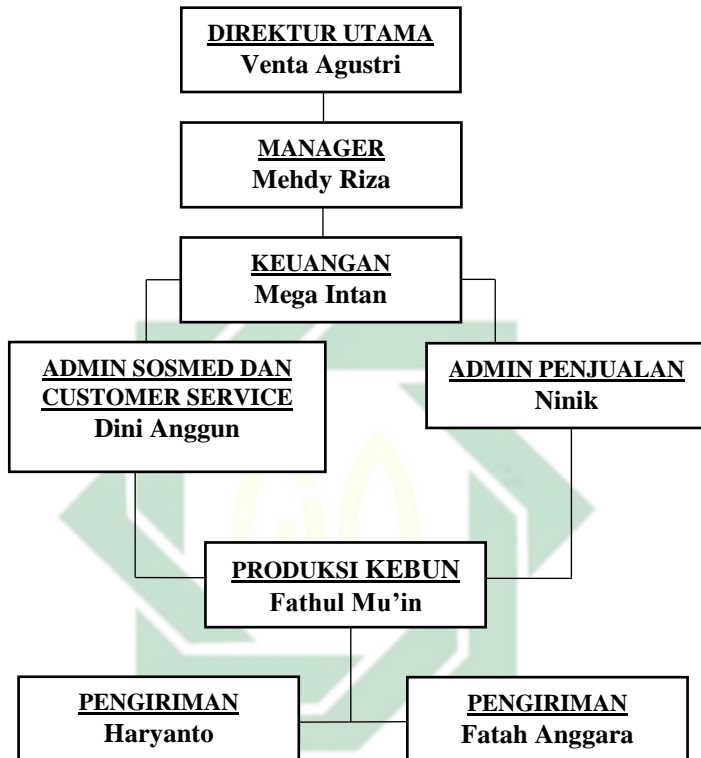 DIREKTUR UTAMA
Venta Agustri
MANAGER
Mehdy Riza
KEUANGAN
Mega Intan
ADMIN SOSMED DAN
CUSTOMER SERVICE
Dini Anggun
ADMIN PENJUALAN
Ninik
PRODUKSI KEBUN
Fathul Mu’in
PENGIRIMAN
Haryanto
PENGIRIMAN
Fatah Anggara